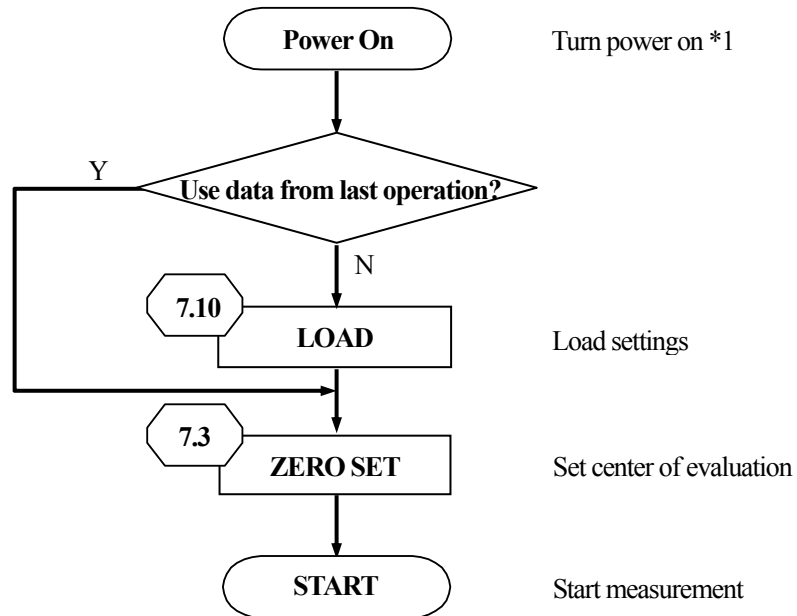 Power On
Turn power on *1
Y
Use data from last operation?
N
7.10
LOAD
Load settings
7.3
ZERO SET
Set center of evaluation
START
Start measurement